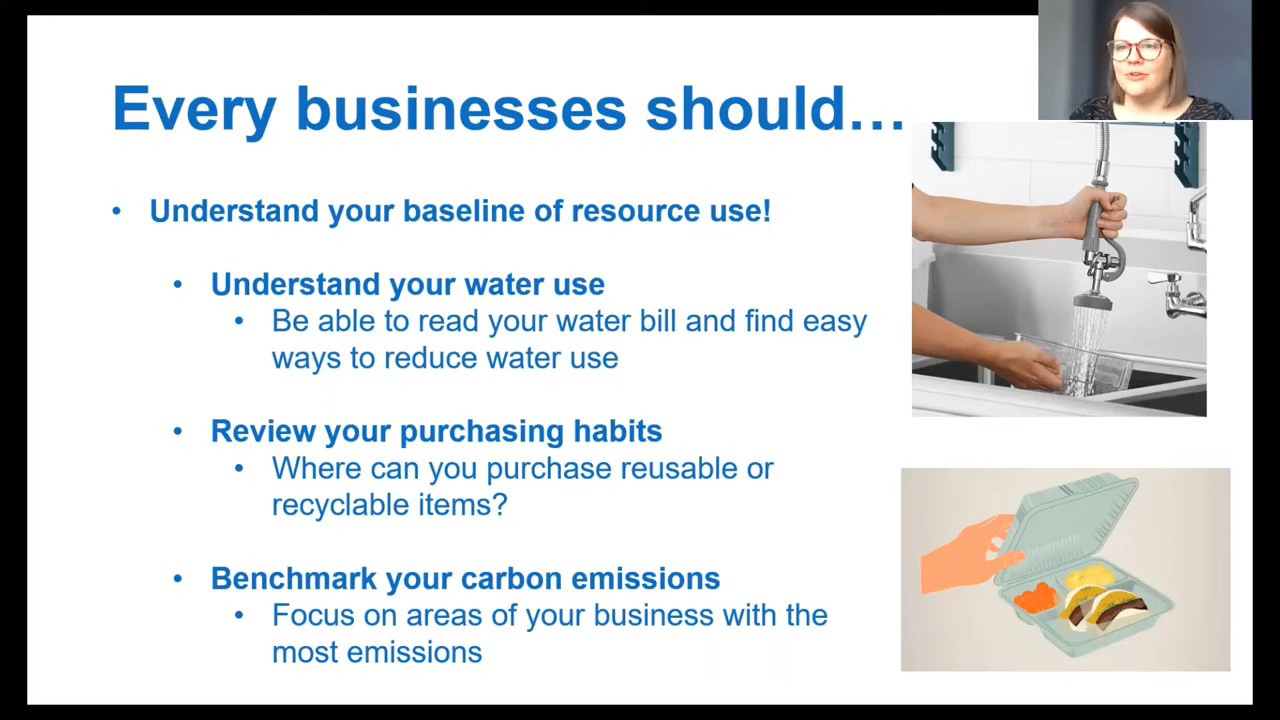 Every businesses should...
• Understand your baseline of resource use!
• Understand your water use
• Be able to read your water bill and find easy
ways to reduce water use
• Review your purchasing habits
• Where can you purchase reusable or
recyclable items?
• Benchmark your carbon emissions
• Focus on areas of your business with the
most emissions